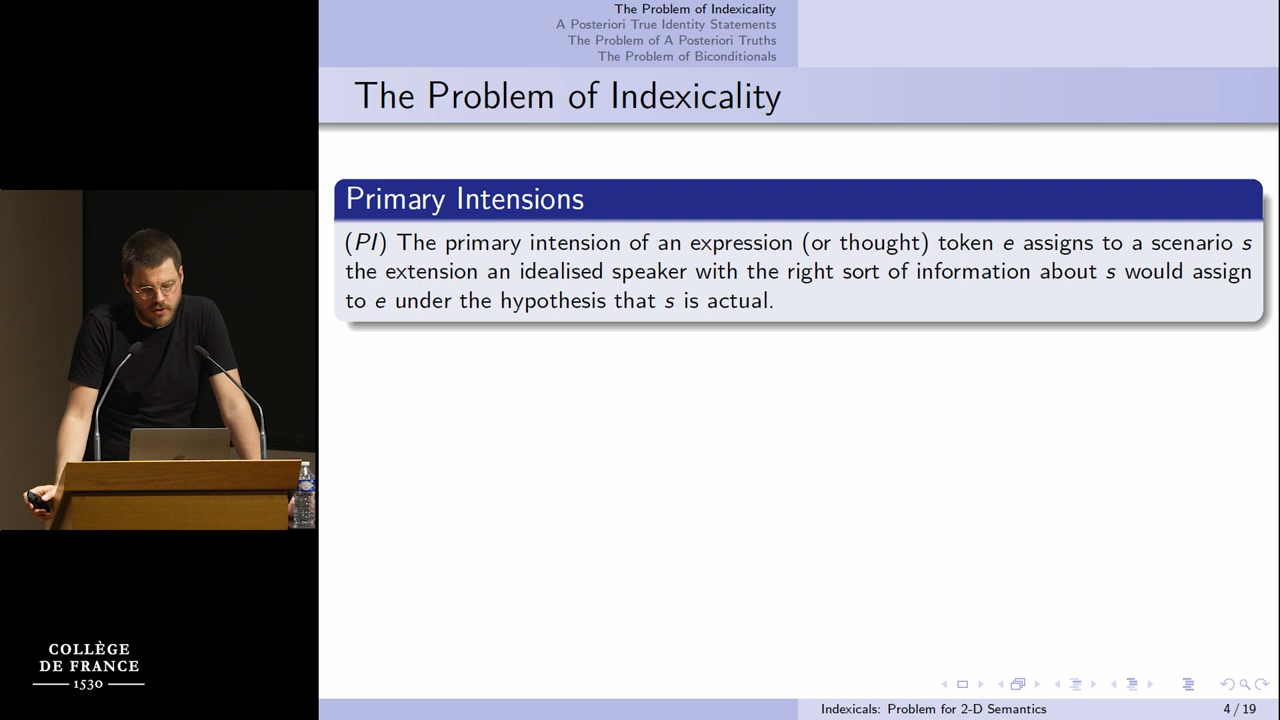 The Problem of Indexicality
A Posteriori True Identity Statements
The Problem of A Posteriori Truths
The Problem of Biconditionals
The Problem of Indexicality
Primary Intensions
(PI) The primary intension of an expression (or thought) token e assigns to a scenario s
the extension an idealised speaker with the right sort of information about s would assign
to e under the hypothesis that s is actual.
COLLÈGE
DE FRANCE
1530
Indexicals: Problem for 2-D Semantics
4 / 19